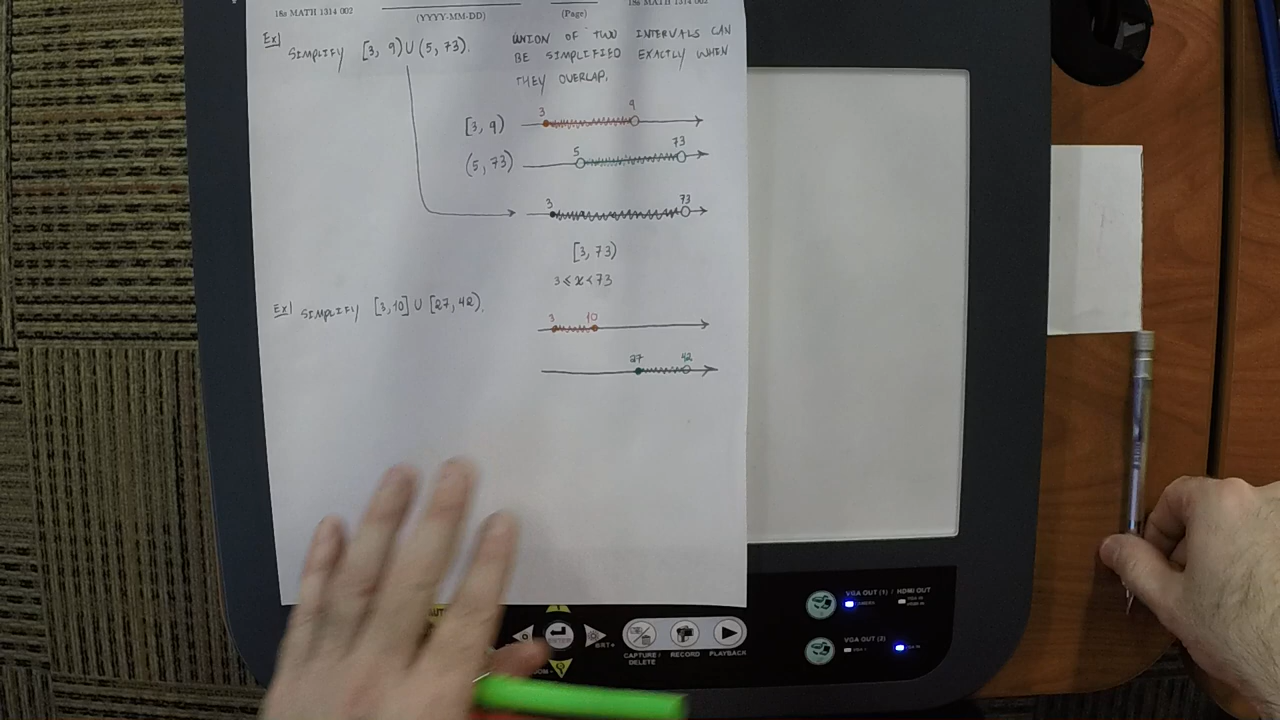 18s MATH 1314 002
(YYYY-MM-DD)
(Page)
18s MATH 1314 002
Ex|
SIMPLIFY [3, 9) ∪ (5, 73).
UNION OF TWO INTERVALS CAN
BE SIMPLIFIED EXACTLY WHEN
THEY OVERLAP.
[3, 9)
3
9
(5, 73)
5
73
3
73
[3, 73)
3 ≤ x < 73
Ex| SIMPLIFY [3, 10] ∪ [27, 42).
3
10
27
42
CAPTURE /
DELETE
RECORD
PLAYBACK
BRT+
VGA OUT (1) / HDMI OUT
VGA OUT (2)